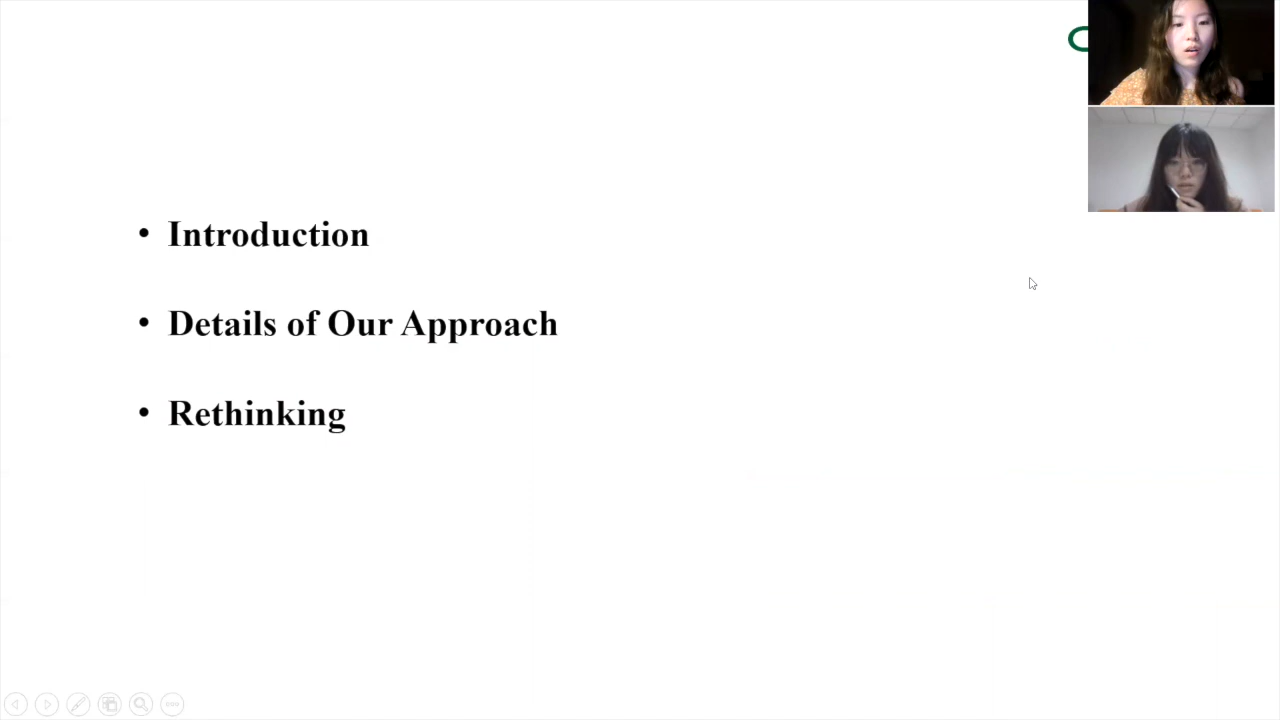 • Introduction
• Details of Our Approach
• Rethinking